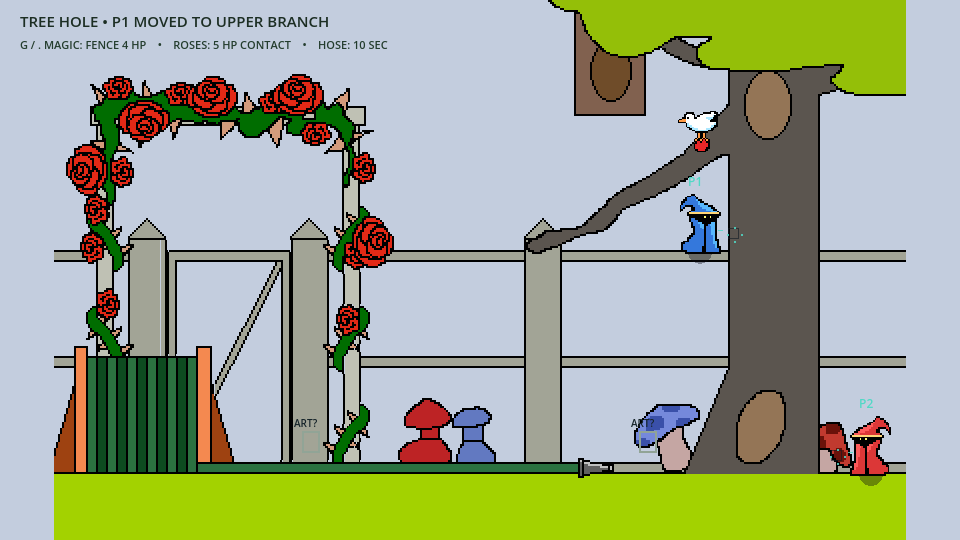 TREE HOLE • P1 MOVED TO UPPER BRANCH
G / . MAGIC: FENCE 4 HP • ROSES: 5 HP CONTACT • HOSE: 10 SEC
P1
P2
ART?
ART?